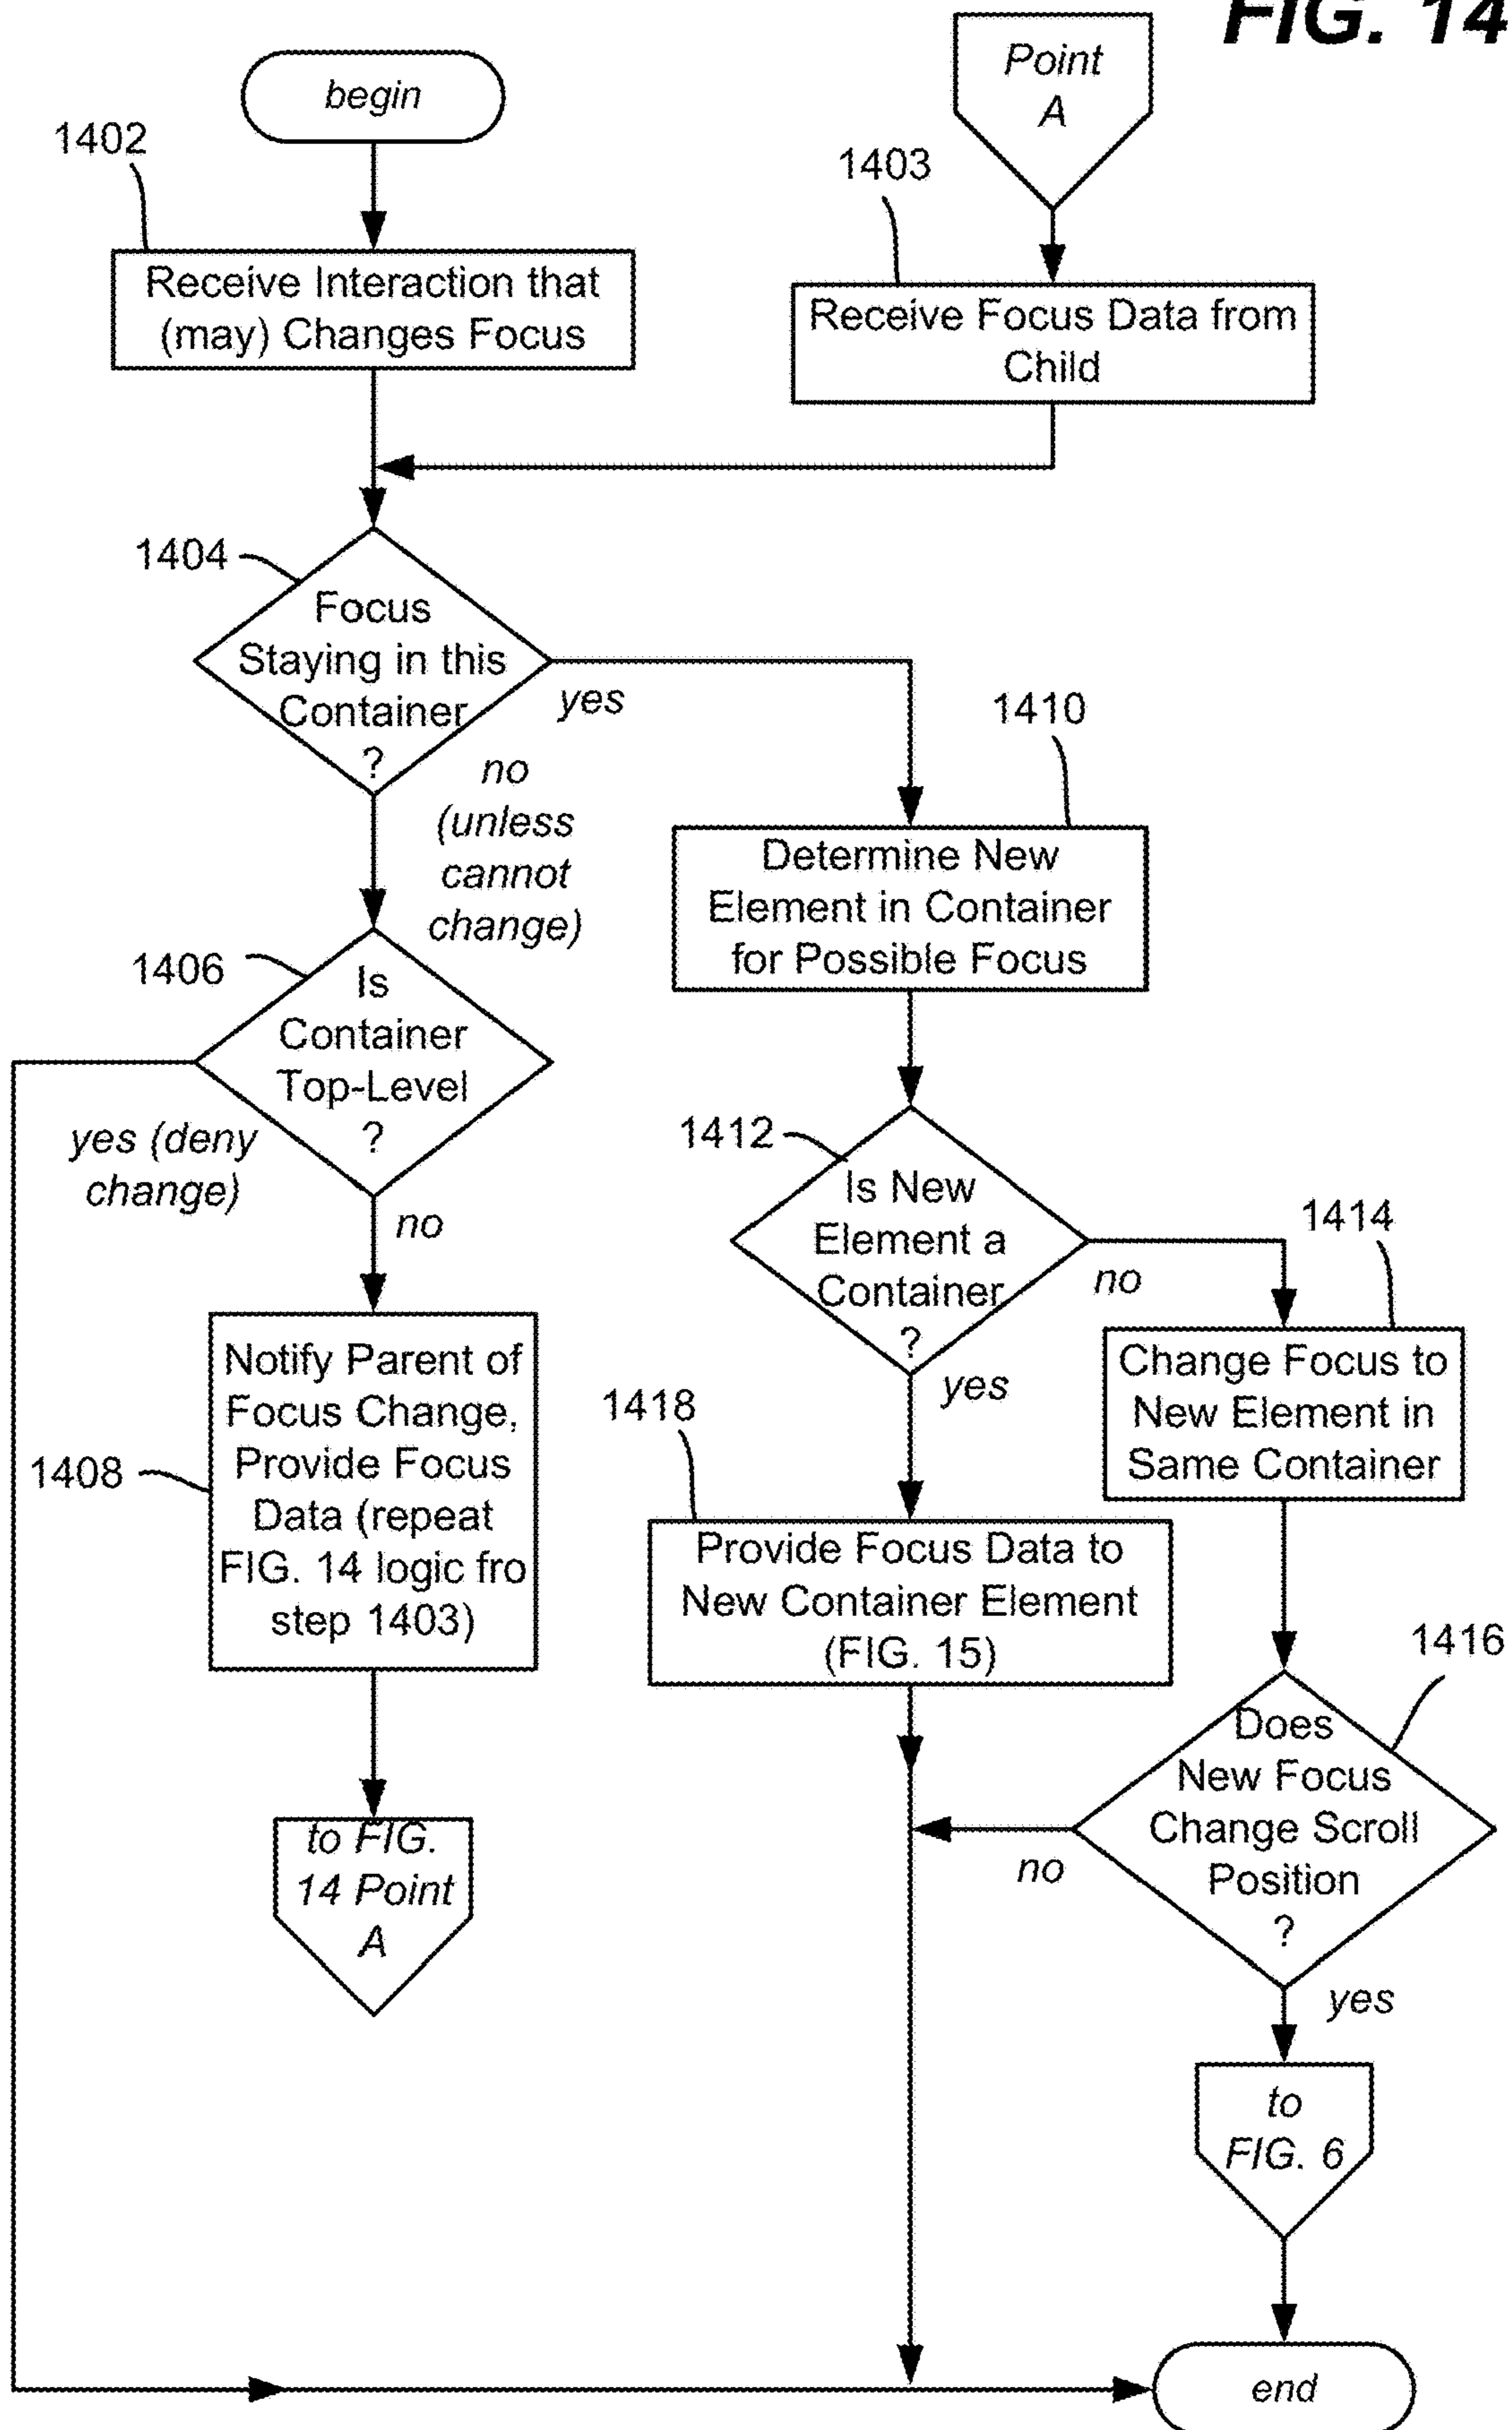 FIG. 14
begin
Point
A
1402
1403
Receive Interaction that
(may) Changes Focus
Receive Focus Data from
Child
1404
Focus
Staying in this
Container
?
yes
no
(unless
cannot
change)
1410
Determine New
Element in Container
for Possible Focus
1406
Is
Container
Top-Level
?
yes (deny
change)
no
1412
Is New
Element a
Container
?
no
yes
1414
Change Focus to
New Element in
Same Container
1408
Notify Parent of
Focus Change,
Provide Focus
Data (repeat
FIG. 14 logic fro
step 1403)
1418
Provide Focus Data to
New Container Element
(FIG. 15)
1416
Does
New Focus
Change Scroll
Position
?
no
yes
to FIG.
14 Point
A
to
FIG. 6
end